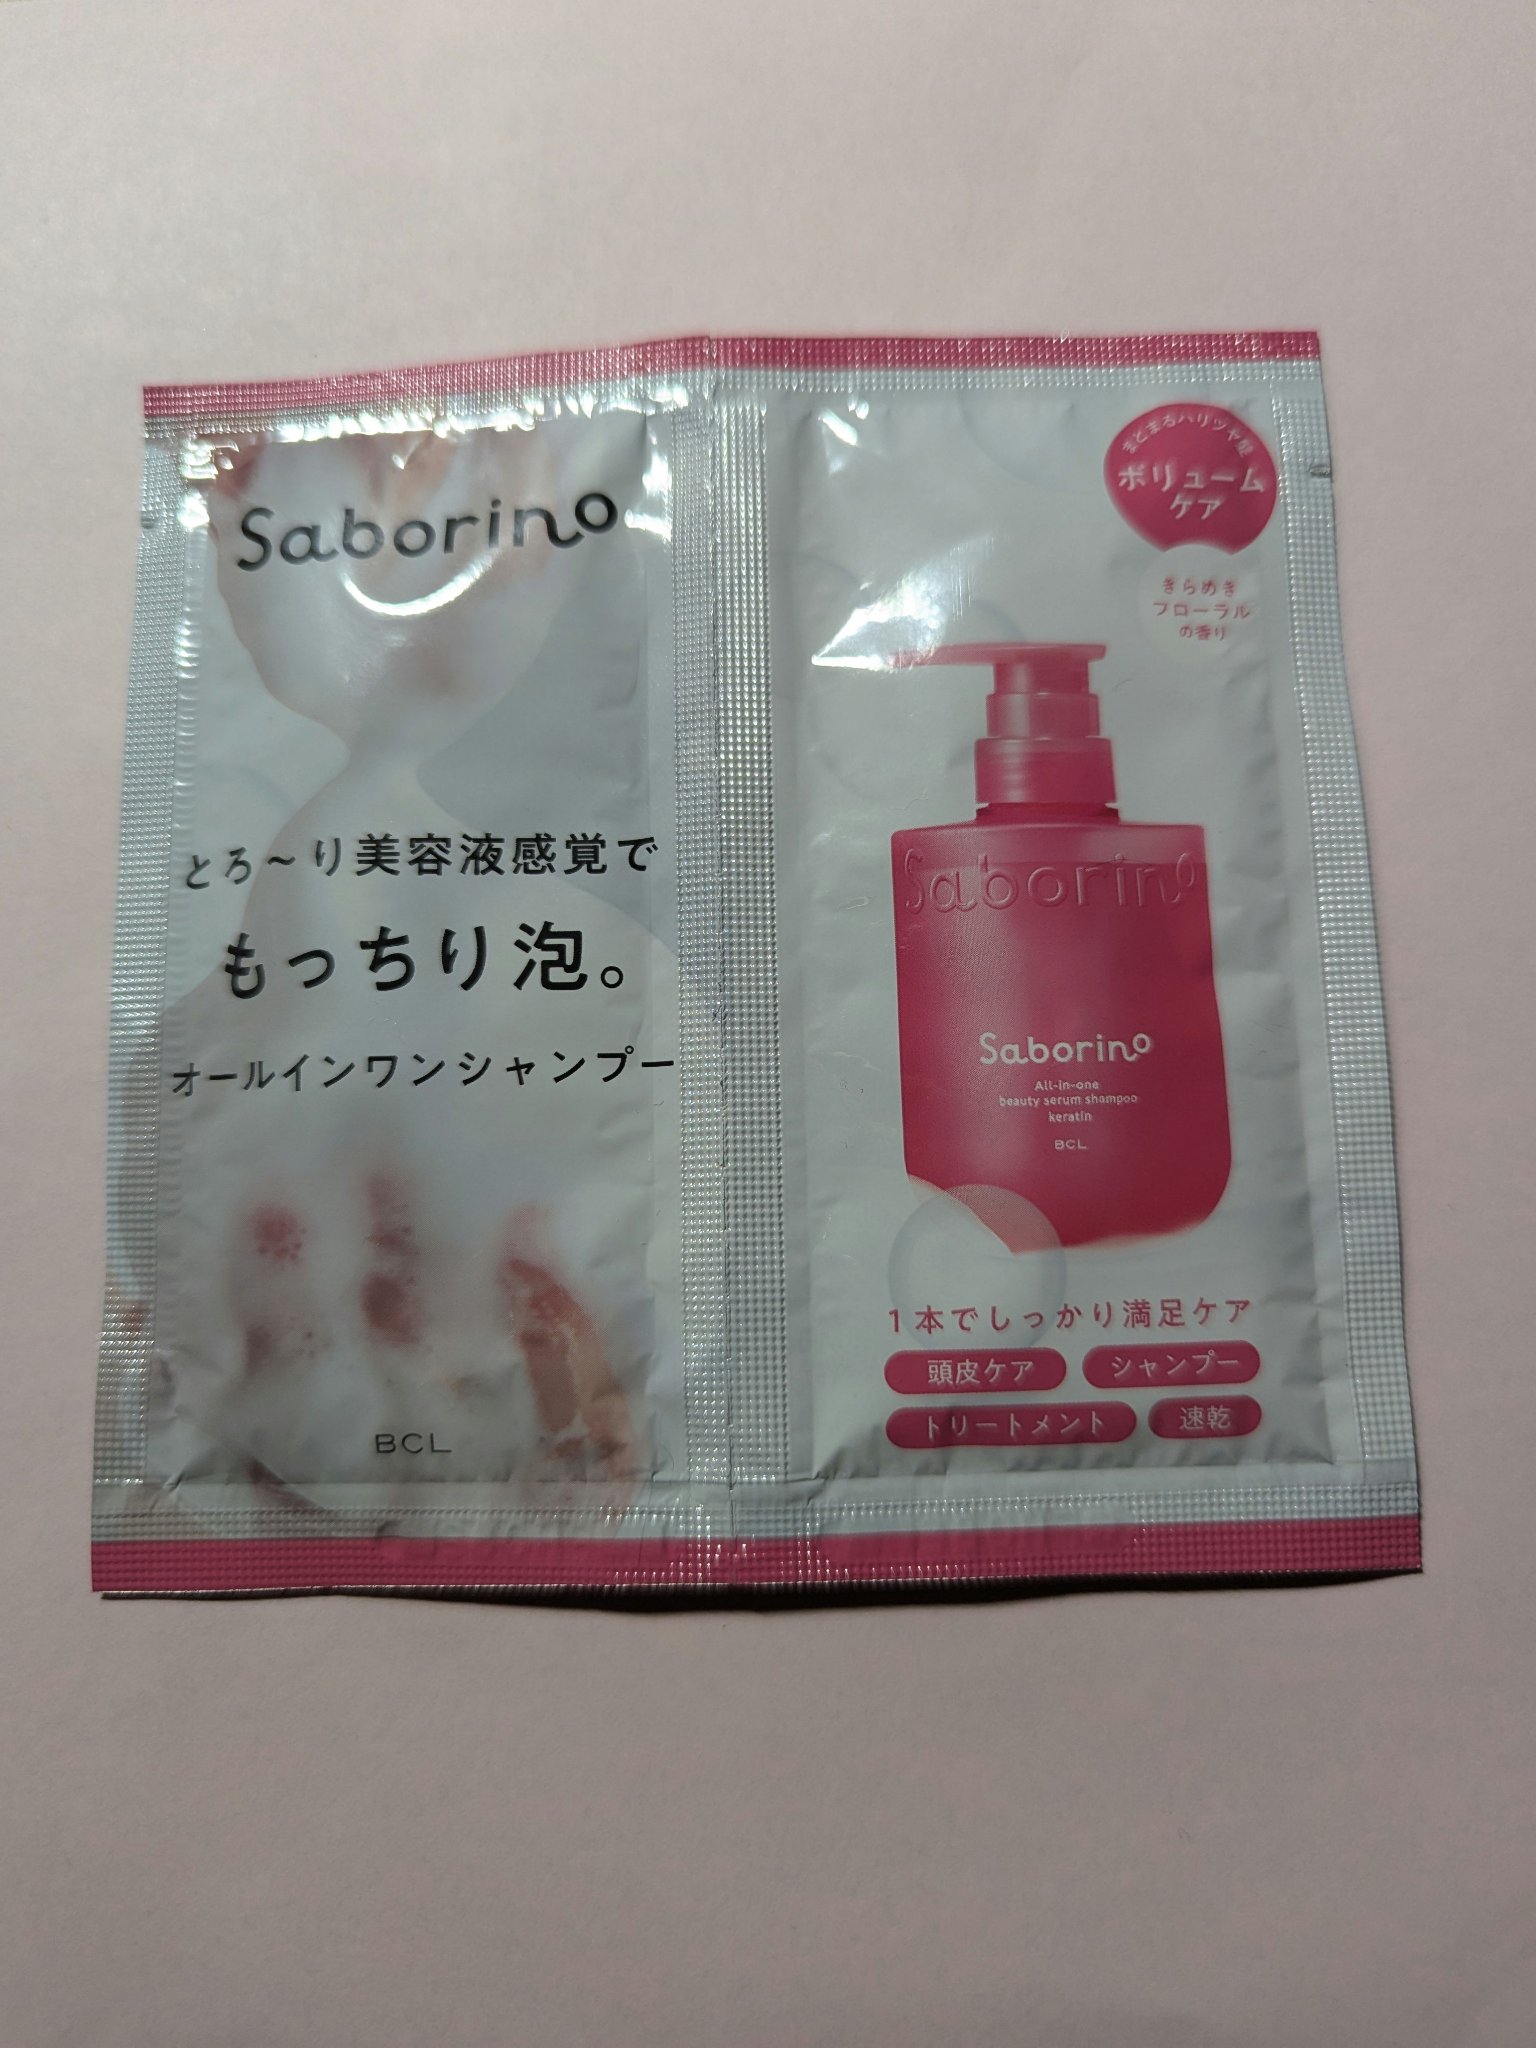 Saborino
とろ～り美容液感覚で
もっちり泡。
オールインワンシャンプー
BCL
まとまるハリツヤ髪
ボリューム
ケア
きらめき
フローラル
の香り
Saborino
Saborino
All-in-one
beauty serum shampoo
keratin
BCL
1本でしっかり満足ケア
頭皮ケア
シャンプー
トリートメント
速乾